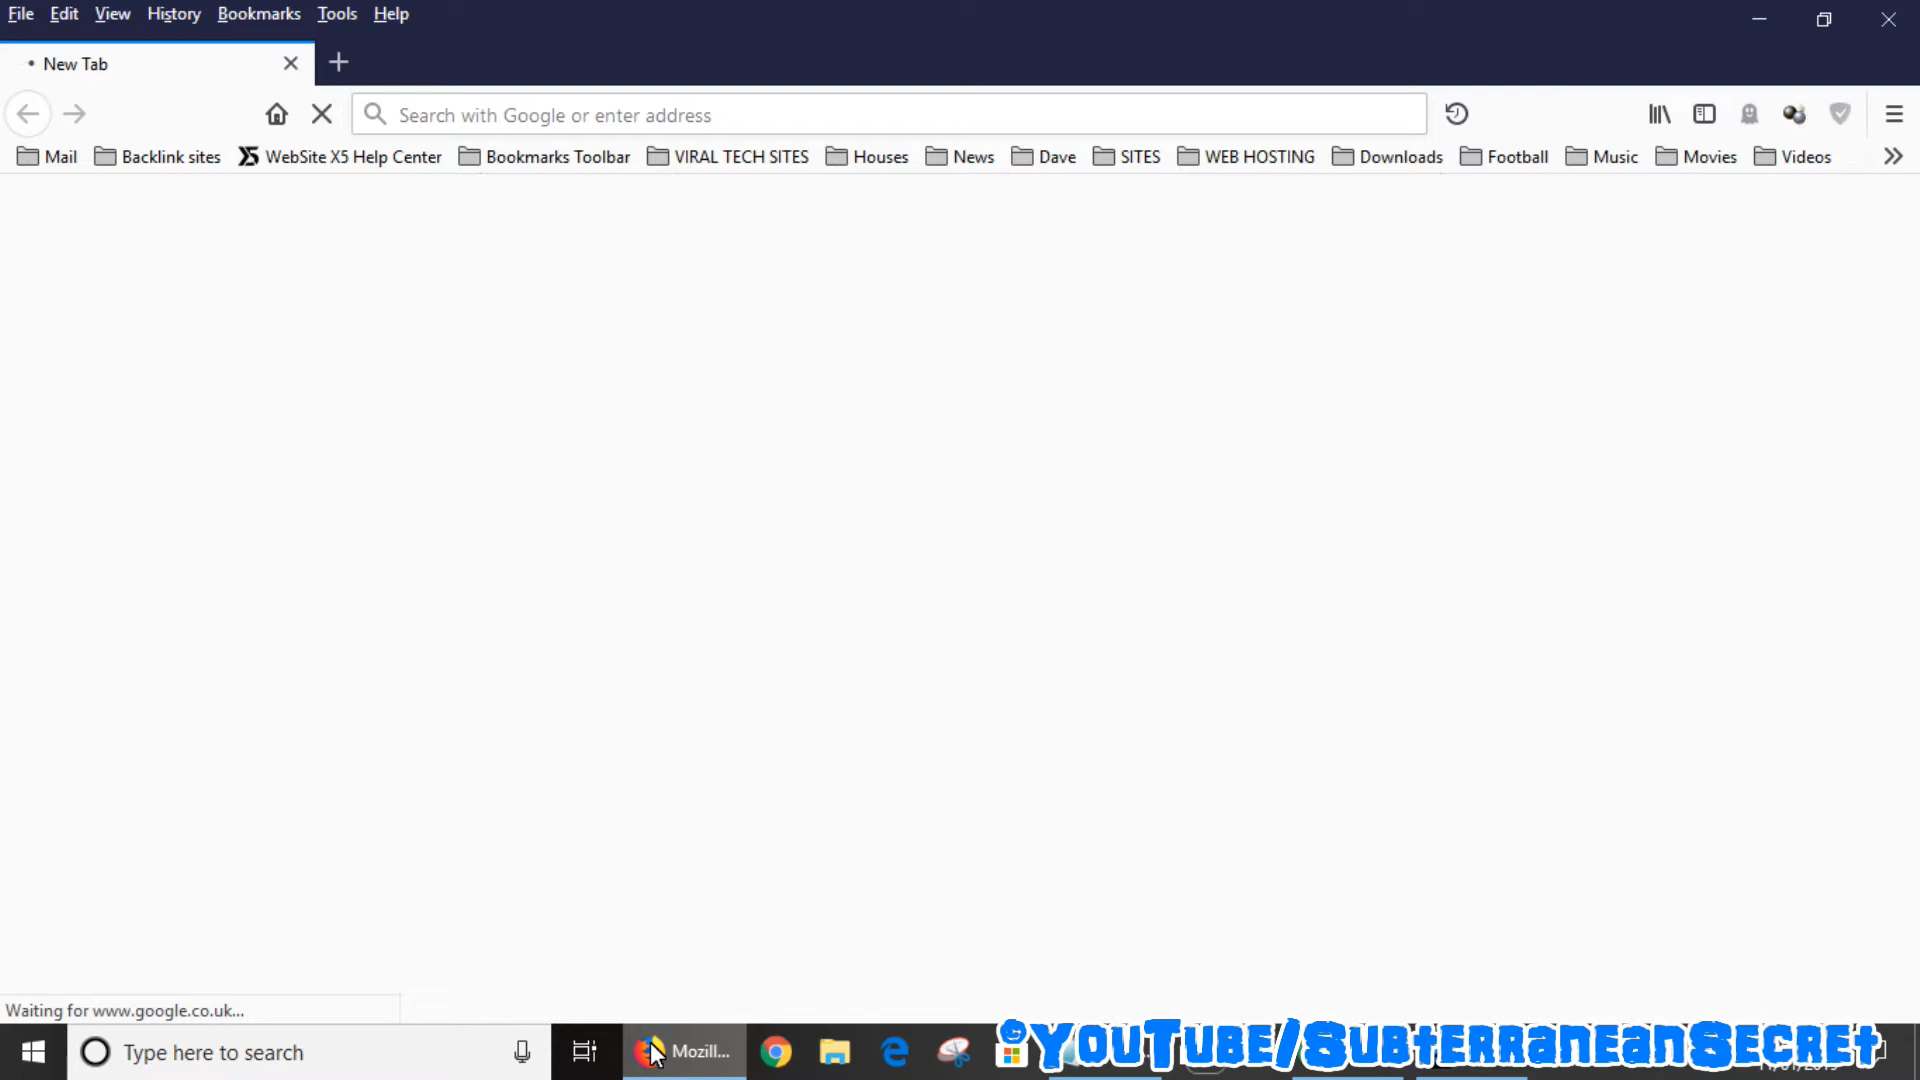 File Edit View History Bookmarks Tools Help
New Tab
Search with Google or enter address
Mail Backlink sites WebSite X5 Help Center Bookmarks Toolbar VIRAL TECH SITES Houses News Dave SITES WEB HOSTING Downloads Football Music Movies Videos
Waiting for www.google.co.uk...
Type here to search Mozill... YouTube/SubterraneanSecret